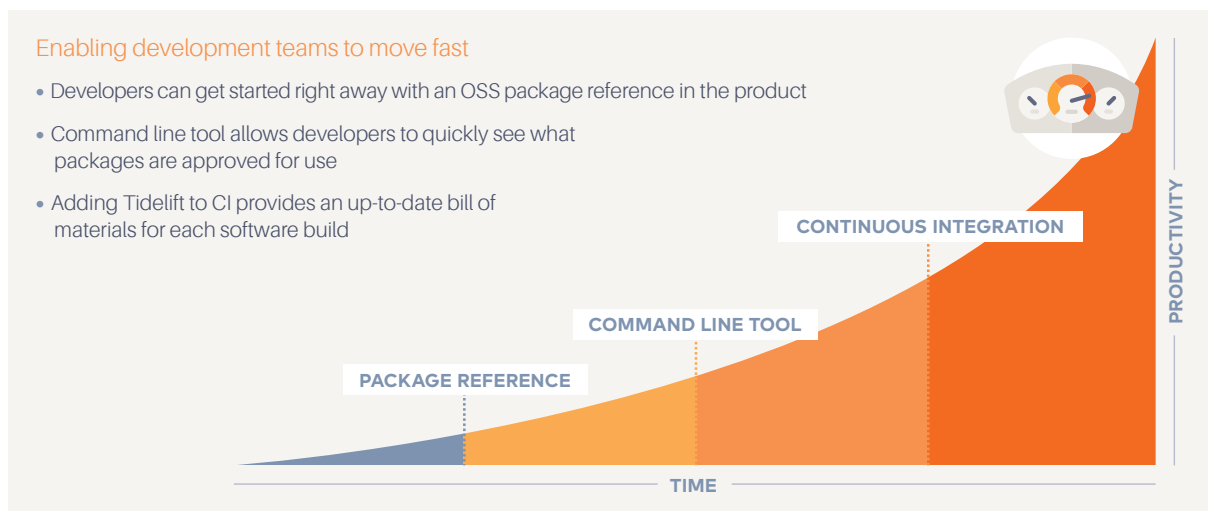 Enabling development teams to move fast
• Developers can get started right away with an OSS package reference in the product
• Command line tool allows developers to quickly see what
packages are approved for use
• Adding Tidelift to CI provides an up-to-date bill of
materials for each software build
CONTINUOUS INTEGRATION
COMMAND LINE TOOL
PACKAGE REFERENCE
PRODUCTIVITY
TIME